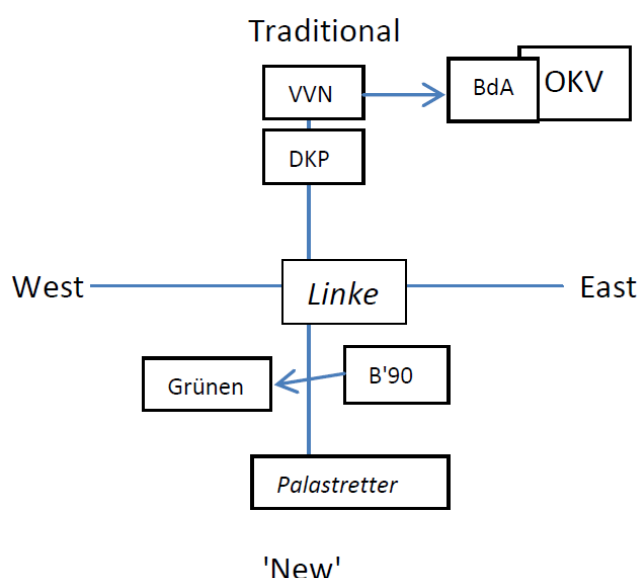 Traditional
VVN
BdA
OKV
DKP
West
Linke
East
Grünen
B'90
Palastretter
'New'